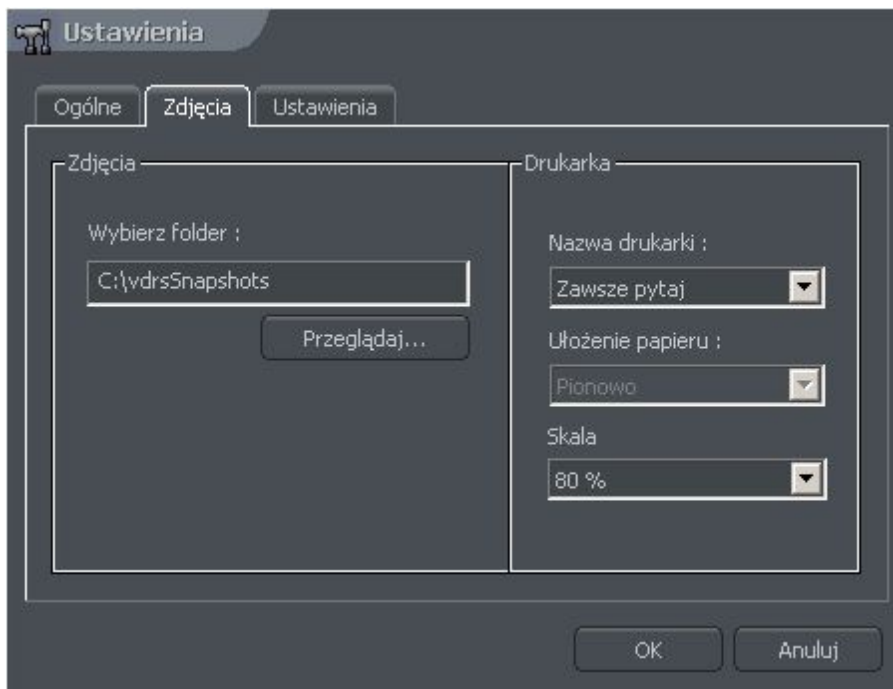 Ustawienia
Ogólne
Zdjęcia
Ustawienia
Zdjęcia
Wybierz folder :
C:\vdrsSnapshots
Przeglądaj...
Drukarka
Nazwa drukarki :
Zawsze pytaj
Ułożenie papieru :
Pionowo
Skala
80 %
OK
Anuluj